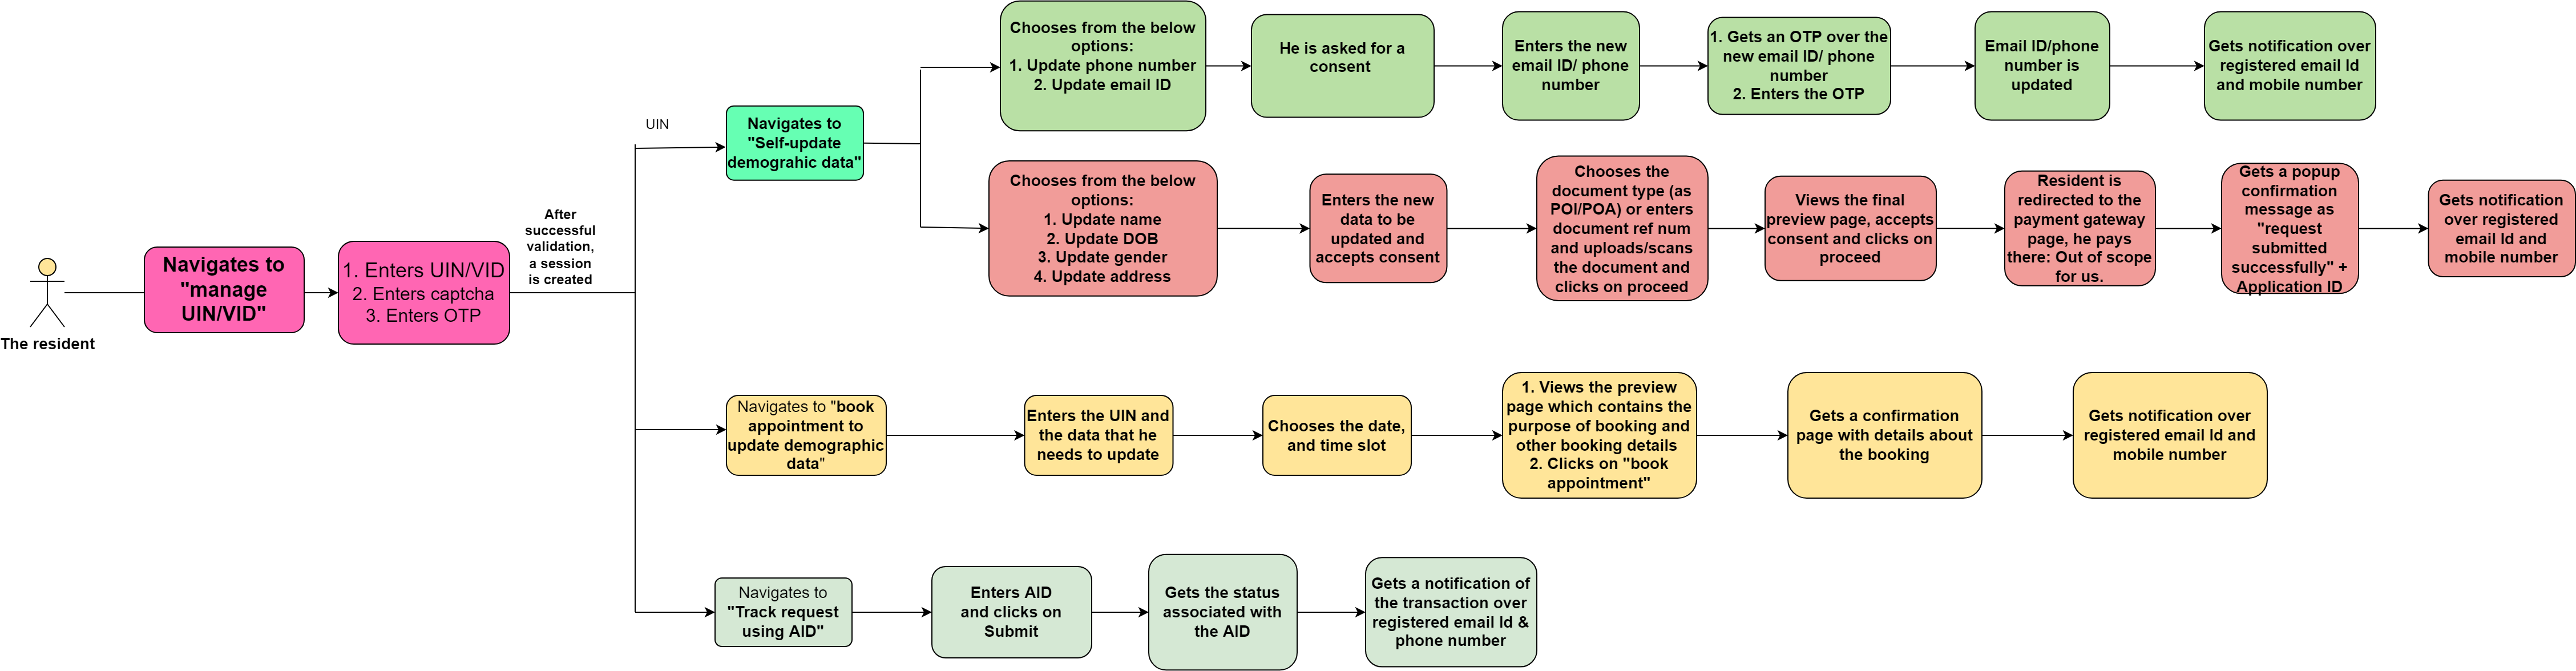 The resident
Navigates to
"manage
UIN/VID"
1. Enters UIN/VID
2. Enters captcha
3. Enters OTP
After
successful
validation,
a session
is created
UIN
Navigates to
"Self-update
demograhic data"
Chooses from the below
options:
1. Update phone number
2. Update email ID
He is asked for a
consent
Enters the new
email ID/ phone
number
1. Gets an OTP over the
new email ID/ phone
number
2. Enters the OTP
Email ID/phone
number is
updated
Gets notification over
registered email Id
and mobile number
Chooses from the below
options:
1. Update name
2. Update DOB
3. Update gender
4. Update address
Enters the new
data to be
updated and
accepts consent
Chooses the
document type (as
POI/POA) or enters
document ref num
and uploads/scans
the document and
clicks on proceed
Views the final
preview page, accepts
consent and clicks on
proceed
Resident is
redirected to the
payment gateway
page, he pays
there: Out of scope
for us.
Gets a popup
confirmation
message as
"request
submitted
successfully" +
Application ID
Gets notification
over registered
email Id and
mobile number
Navigates to "book
appointment to
update demographic
data"
Enters the UIN and
the data that he
needs to update
Chooses the date,
and time slot
1. Views the preview
page which contains the
purpose of booking and
other booking details
2. Clicks on "book
appointment"
Gets a confirmation
page with details about
the booking
Gets notification over
registered email Id and
mobile number
Navigates to
"Track request
using AID"
Enters AID
and clicks on
Submit
Gets the status
associated with
the AID
Gets a notification of
the transaction over
registered email Id &
phone number